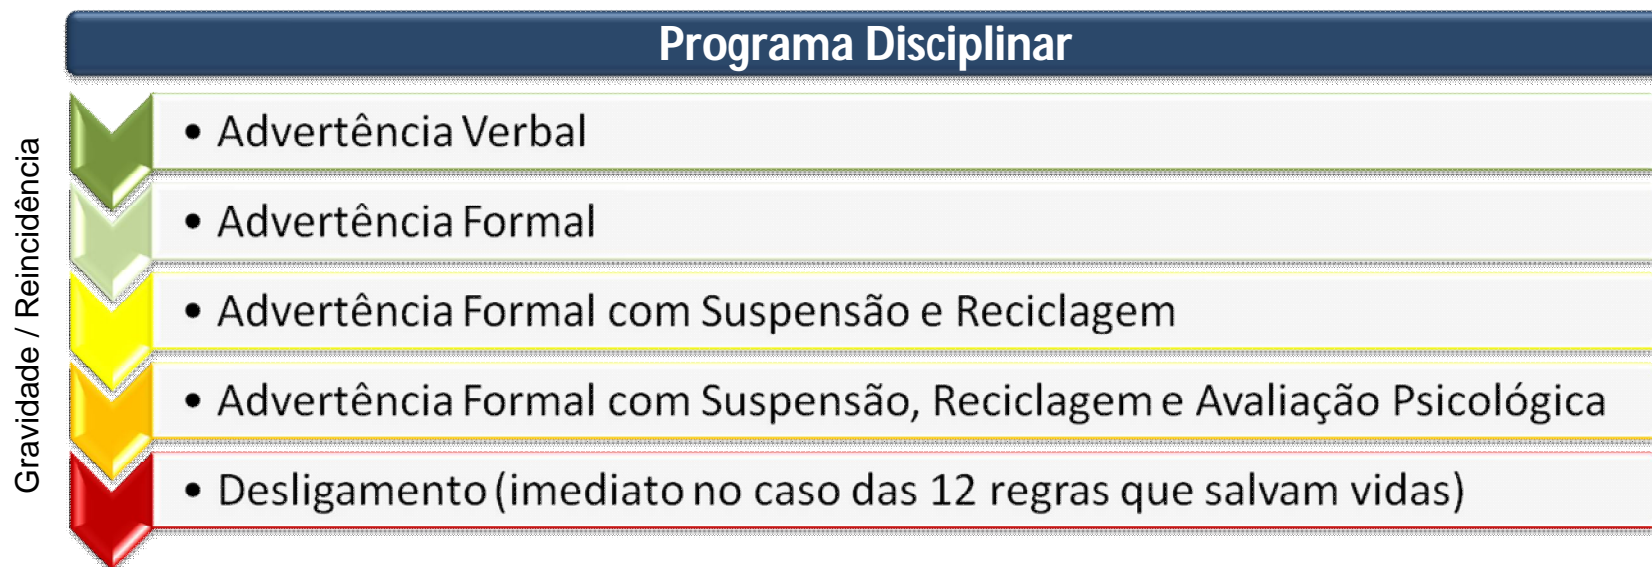 Programa Disciplinar
Gravidade / Reincidência
• Advertência Verbal
• Advertência Formal
• Advertência Formal com Suspensão e Reciclagem
• Advertência Formal com Suspensão, Reciclagem e Avaliação Psicológica
• Desligamento (imediato no caso das 12 regras que salvam vidas)